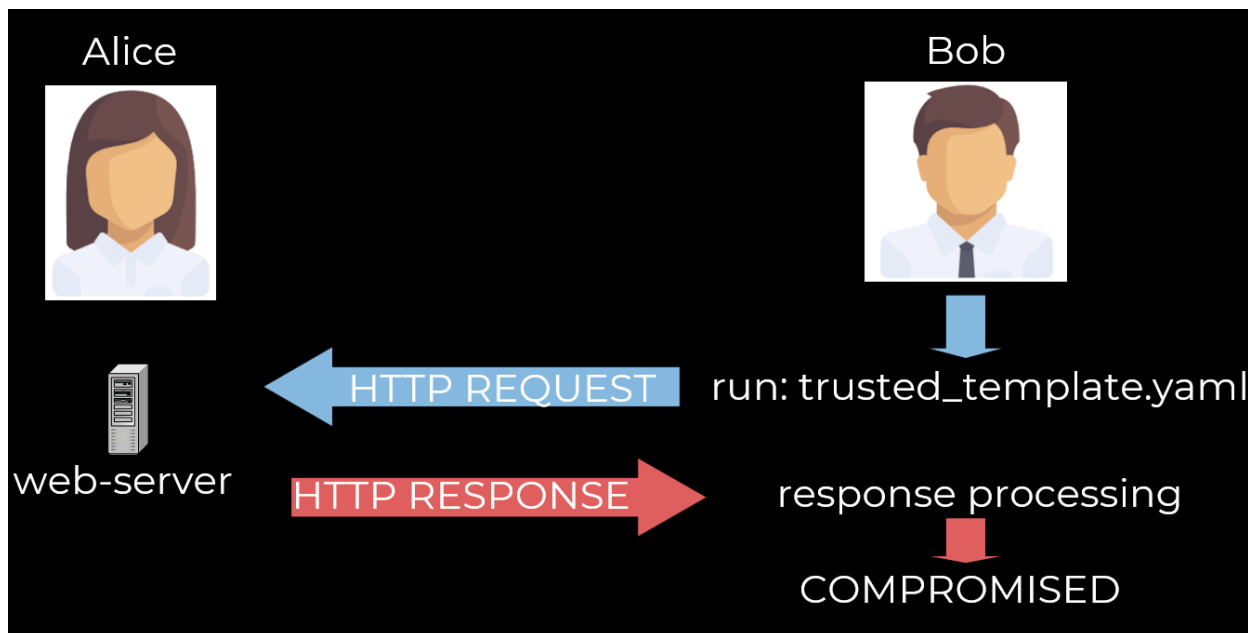 Alice
Bob
HTTP REQUEST
run: trusted_template.yaml
web-server
HTTP RESPONSE
response processing
COMPROMISED